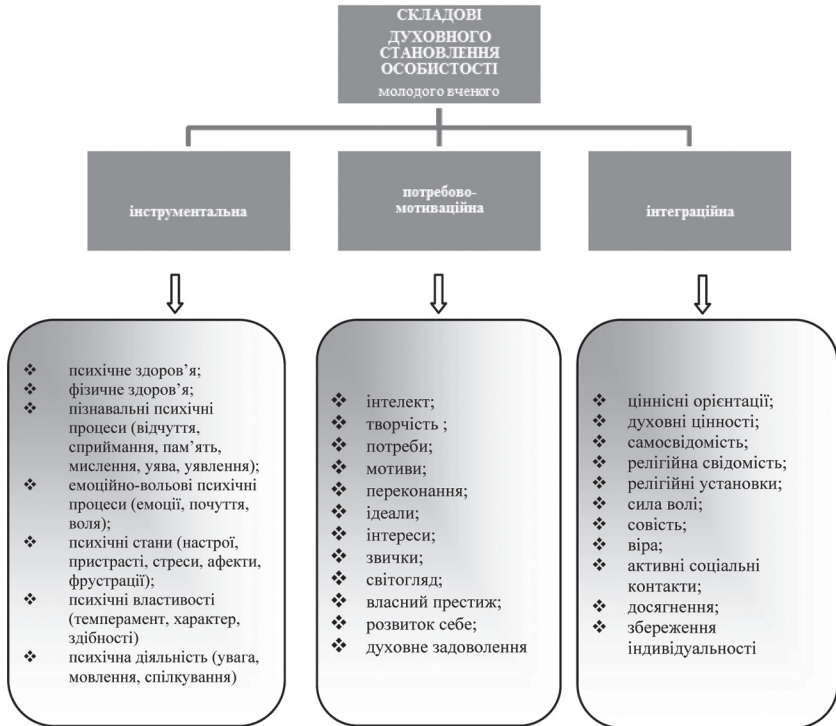 СКЛАДОВІ
ДУХОВНОГО
СТАНОВЛЕННЯ
ОСОБИСТОСТІ
молодого вченого
інструментальна
потребово-
мотиваційна
інтеграційна
❖ психічне здоров’я;
❖ фізичне здоров’я;
❖ пізнавальні психічні
процеси (відчуття,
сприймання, пам’ять,
мислення, уява, уявлення);
❖ емоційно-вольові психічні
процеси (емоції, почуття,
воля);
❖ психічні стани (настрої,
пристрасті, стреси, афекти,
фрустрації);
❖ психічні властивості
(темперамент, характер,
здібності)
❖ психічна діяльність (увага,
мовлення, спілкування)
❖ інтелект;
❖ творчість ;
❖ потреби;
❖ мотиви;
❖ переконання;
❖ ідеали;
❖ інтереси;
❖ звички;
❖ світогляд;
❖ власний престиж;
❖ розвиток себе;
❖ духовне задоволення
❖ ціннісні орієнтації;
❖ духовні цінності;
❖ самосвідомість;
❖ релігійна свідомість;
❖ релігійні установки;
❖ сила волі;
❖ совість;
❖ віра;
❖ активні соціальні
контакти;
❖ досягнення;
❖ збереження
індивідуальності